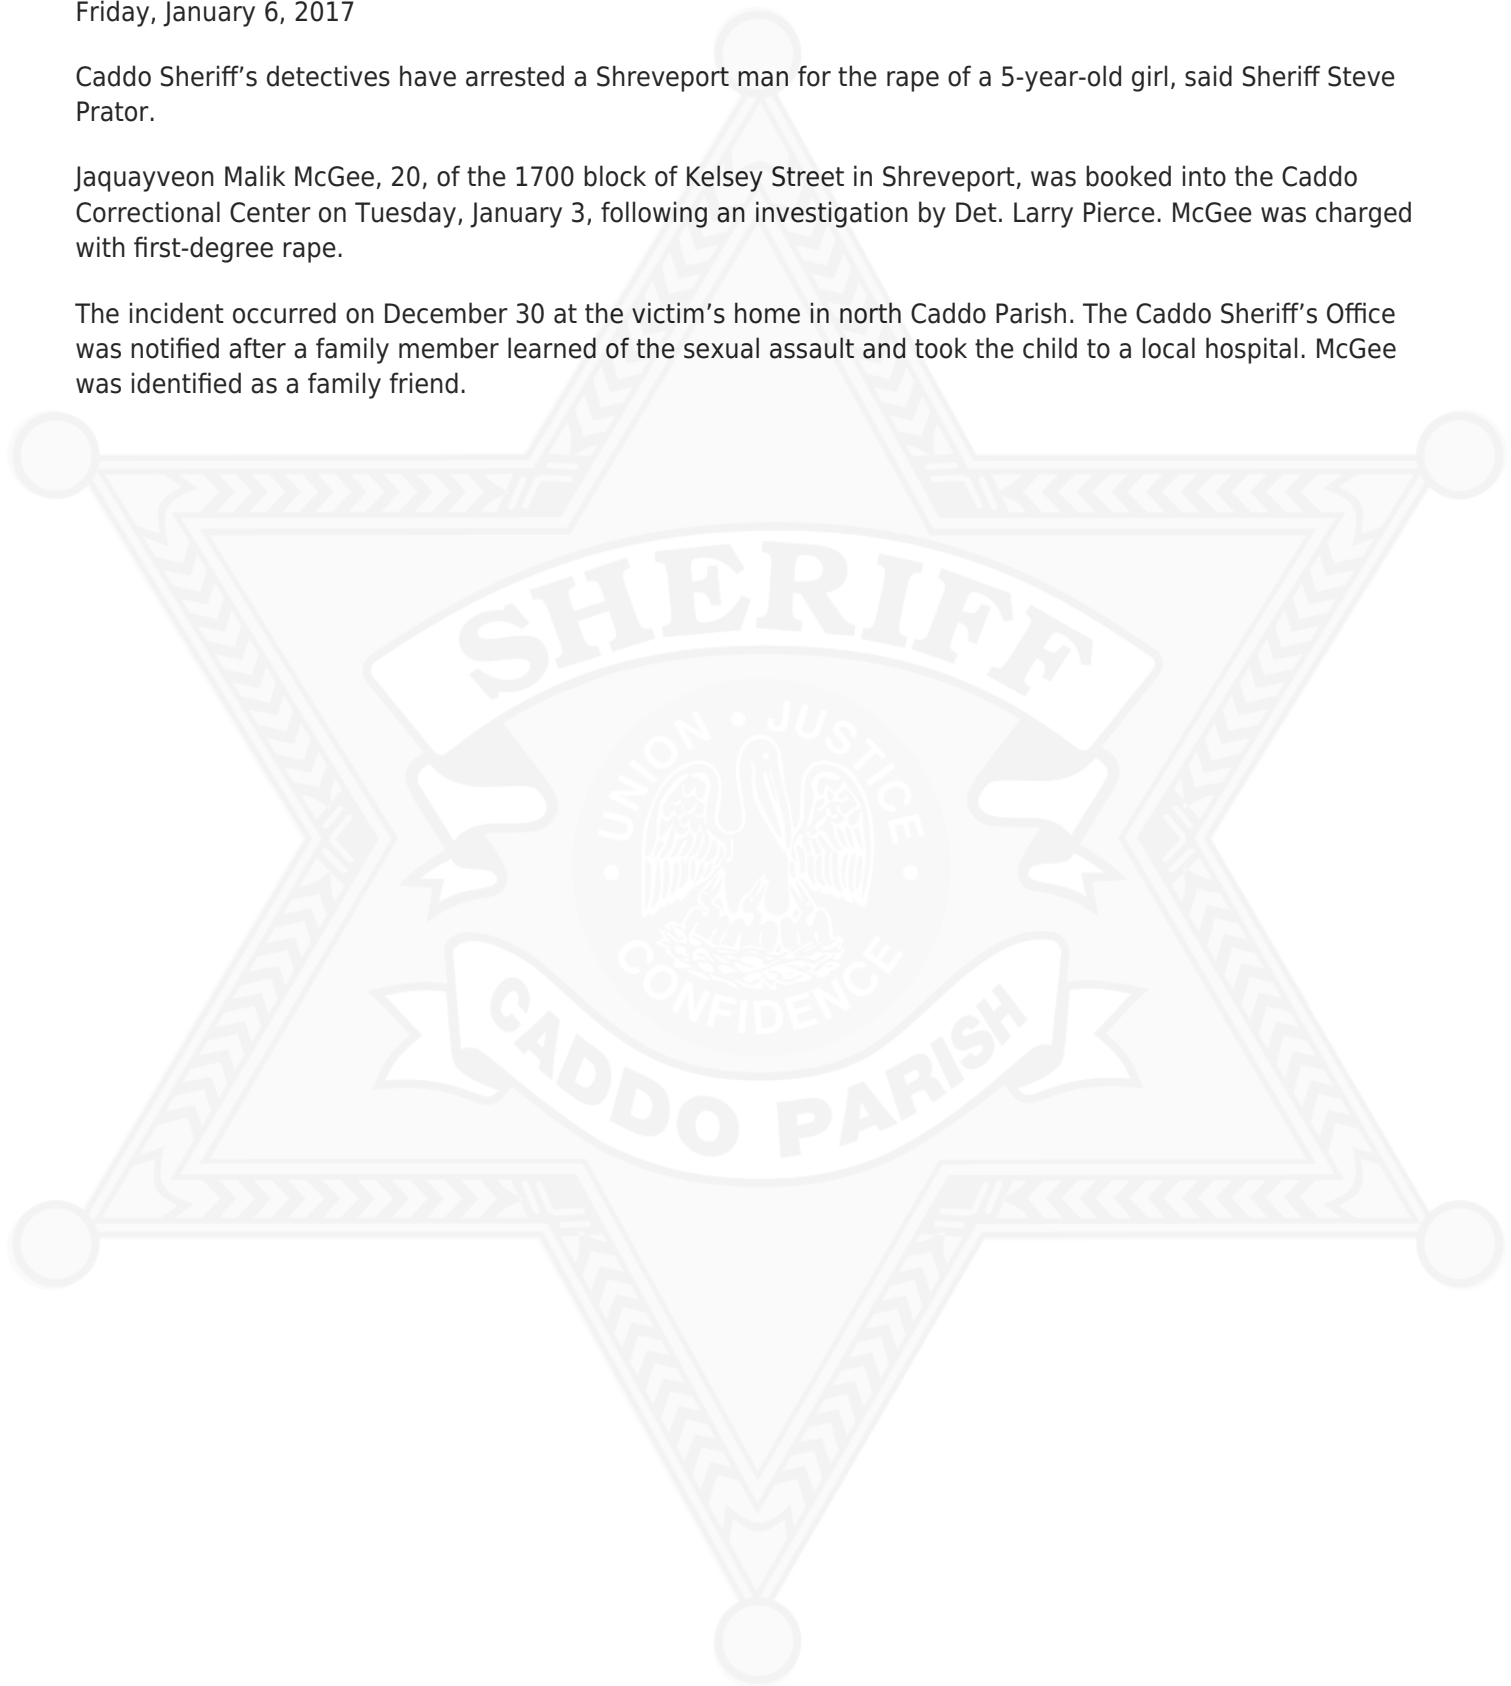 Friday, January 6, 2017
Caddo Sheriff’s detectives have arrested a Shreveport man for the rape of a 5-year-old girl, said Sheriff Steve
Prator.
Jaquayveon Malik McGee, 20, of the 1700 block of Kelsey Street in Shreveport, was booked into the Caddo
Correctional Center on Tuesday, January 3, following an investigation by Det. Larry Pierce. McGee was charged
with first-degree rape.
The incident occurred on December 30 at the victim’s home in north Caddo Parish. The Caddo Sheriff’s Office
was notified after a family member learned of the sexual assault and took the child to a local hospital. McGee
was identified as a family friend.
SHERIFF
UNION • JUSTICE
• CONFIDENCE •
CADDO PARISH